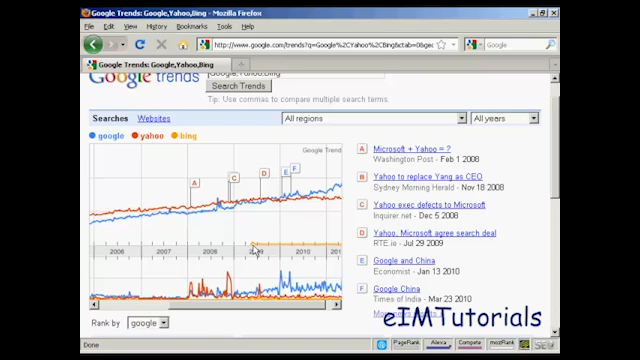 Google Trends: Google,Yahoo,Bing - Mozilla Firefox
File Edit View History Bookmarks Tools Help
http://www.google.com/trends?q=Google%2CYahoo%2CBing&ctab=0&geo
Google
Google Trends: Google,Yahoo,Bing
Google trends
Google,Yahoo,Bing
Search Trends
Tip: Use commas to compare multiple search terms.
Searches Websites All regions All years
google yahoo bing
Google Trend
A C D E F
A Microsoft + Yahoo = ?
Washington Post - Feb 1 2008
B Yahoo to replace Yang as CEO
Sydney Morning Herald - Nov 18 2008
C Yahoo exec defects to Microsoft
Inquirer.net - Dec 5 2008
D Yahoo, Microsoft agree search deal
RTE.ie - Jul 29 2009
E Google and China
Economist - Jan 13 2010
F Google China
Times of India - Mar 23 2010
2006 2007 2008 2009 2010
Rank by google
eIMTutorials
Done PageRank Alexa Compete mozRank SEO